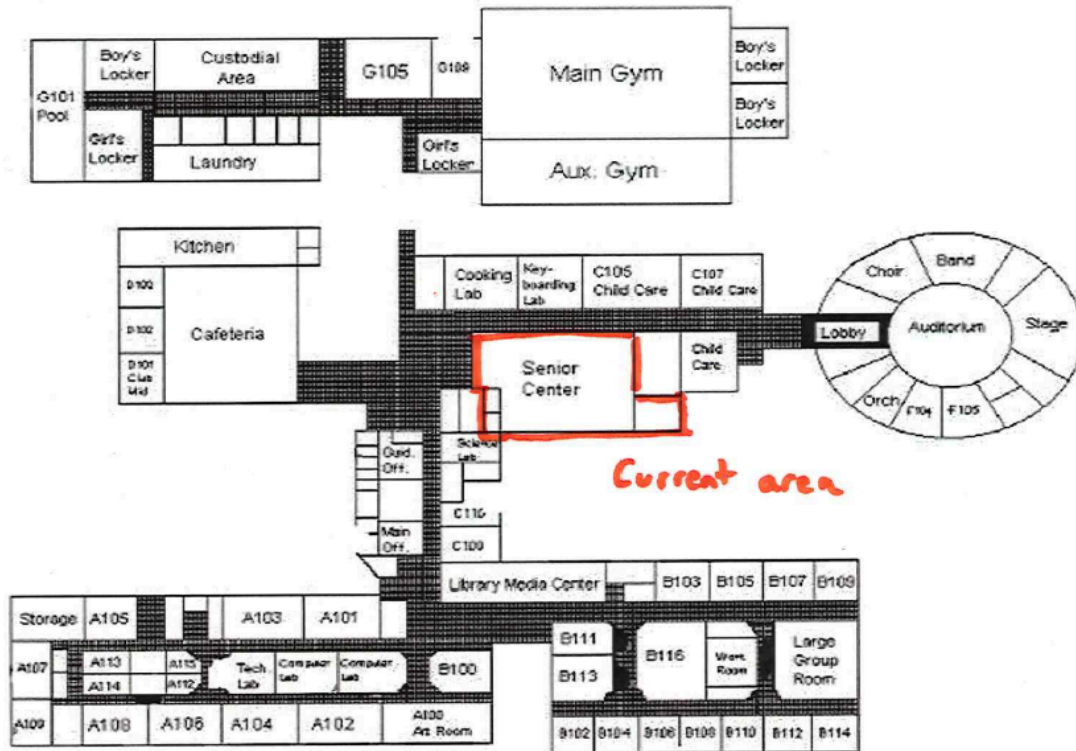 Boy's
Locker
Custodial
Area
G105
G109
Main Gym
Boy's
Locker
G101
Pool
Boy's
Locker
Girl's
Locker
Laundry
Girl's
Locker
Aux. Gym
Kitchen
Cooking
Lab
Key-
boarding
Lab
C105
Child Care
C107
Child Care
Choir
Band
D102
Cafeteria
Lobby
Auditorium
Stage
D101
Club
Senior
Center
Child
Care
Orch
F104
F105
Guid.
Off.
Science
Lab
Current area
C110
Main
Off.
C109
Library Media Center
B103
B105
B107
B109
Storage
A105
A103
A101
B111
B116
Work
Room
Large
Group
Room
A107
A113
A115
Tech
Lab
Computer
Lab
Computer
Lab
B100
B113
A114
A112
A109
A108
A106
A104
A102
A100
Art Room
B102
B104
B106
B108
B110
B112
B114